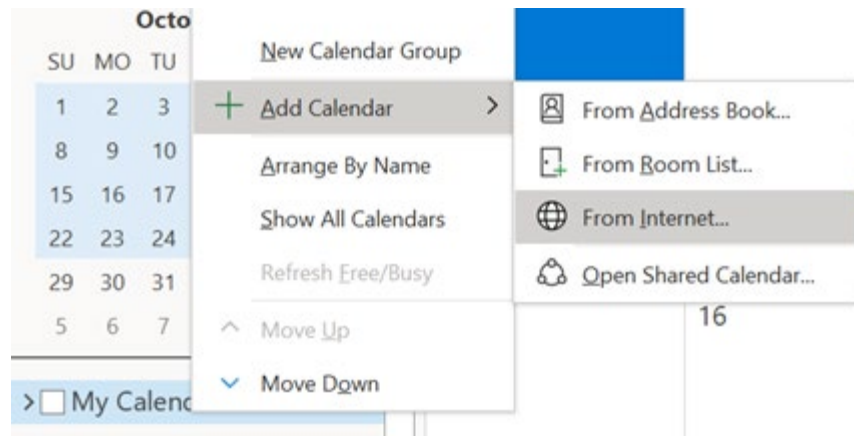 Octo
SU MO TU
1 2 3
8 9 10
15 16 17
22 23 24
29 30 31
5 6 7
My Calend
New Calendar Group
Add Calendar
Arrange By Name
Show All Calendars
Refresh Free/Busy
Move Up
Move Down
From Address Book...
From Room List...
From Internet...
Open Shared Calendar...
16